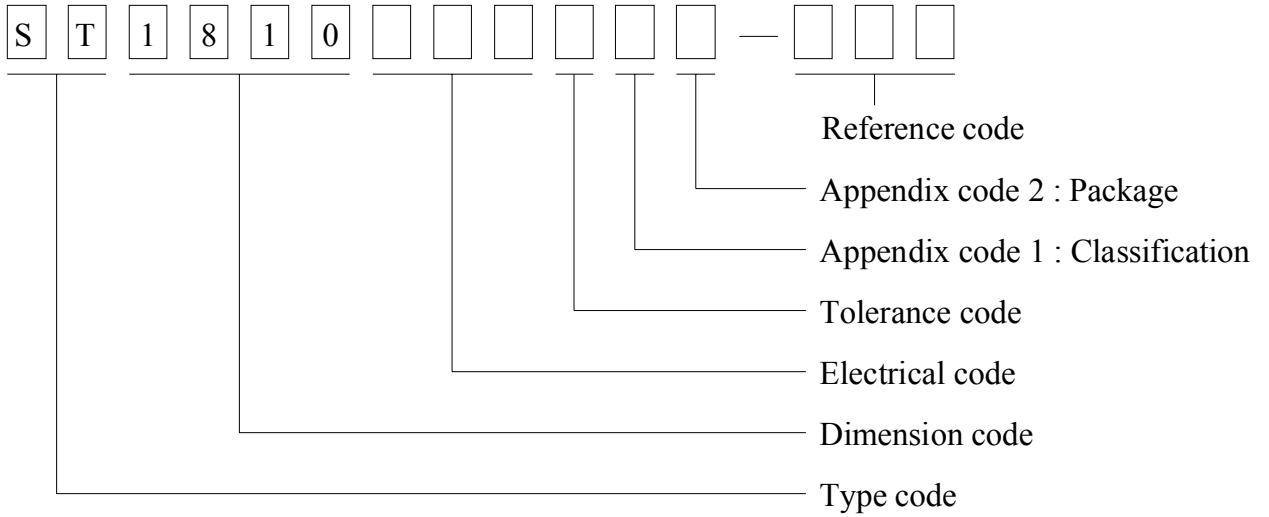 S T 1 8 1 0 —
Reference code
Appendix code 2 : Package
Appendix code 1 : Classification
Tolerance code
Electrical code
Dimension code
Type code